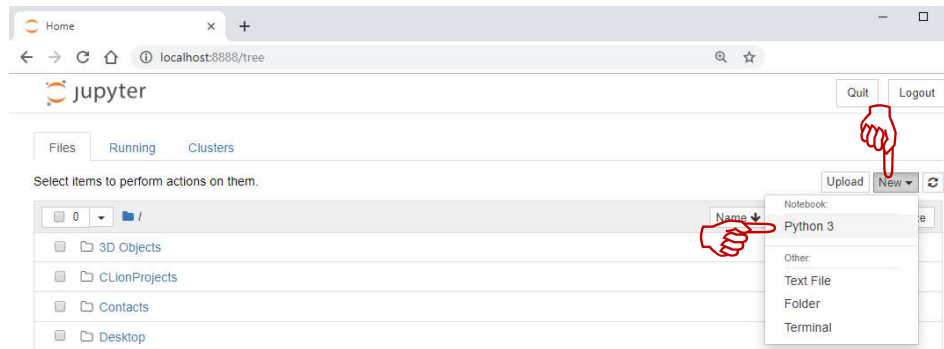 Home
localhost:8888/tree
jupyter
Quit Logout
Files Running Clusters
Select items to perform actions on them.
Upload New
0 /
Name
Notebook:
Python 3
3D Objects
Other:
CLionProjects
Text File
Contacts
Folder
Desktop
Terminal